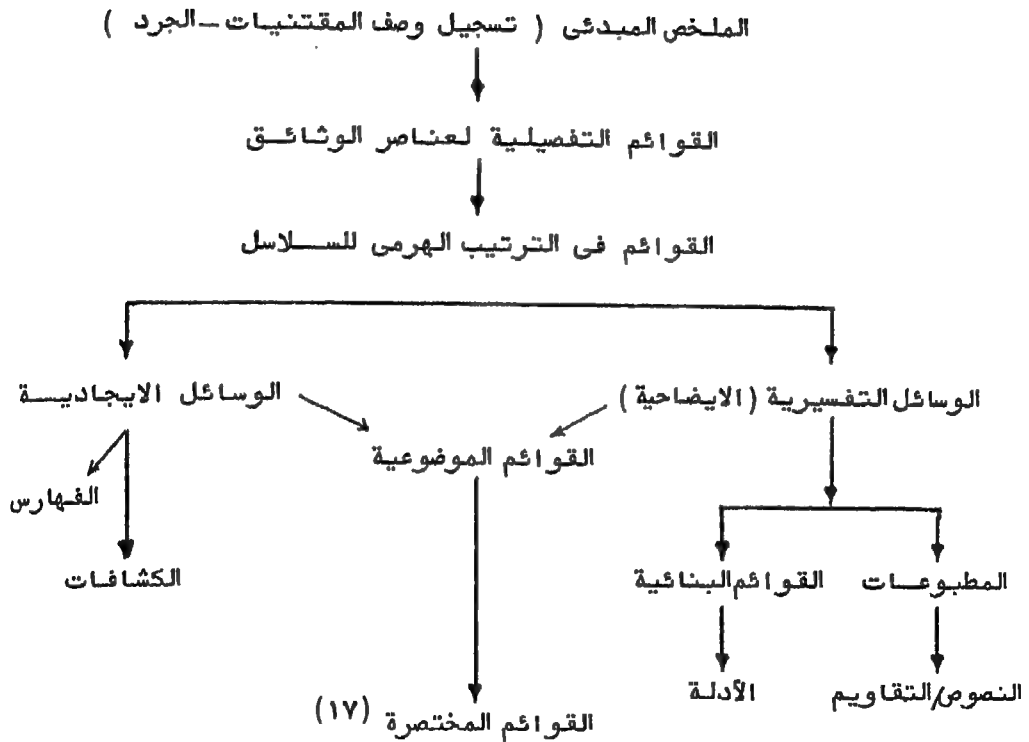 الملخص المبدئى ( تسجيل وصف المقتنيات - الجرد )
القوائم التفصيلية لعناصر الوثائق
القوائم فى الترتيب الهرمى للسلاسل
الوسائل التفسيرية ( الايضاحية )
الوسائل الايجادية
القوائم الموضوعية
الفهارس
المطبوعات
القوائم البنائية
الكشافات
النصوص/التقاويم
الأدلة
القوائم المختصرة (١٧)